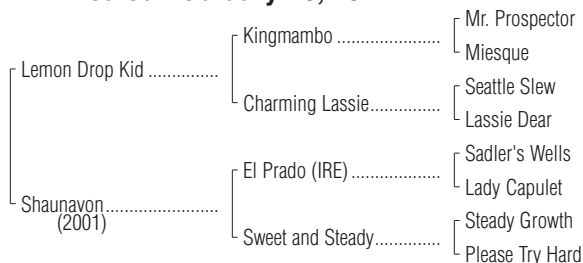 Mr. Prospector
Kingmambo
Miesque
Lemon Drop Kid
Seattle Slew
Charming Lassie
Lassie Dear
Sadler's Wells
El Prado (IRE)
Lady Capulet
Shaunavon
(2001)
Steady Growth
Sweet and Steady
Please Try Hard